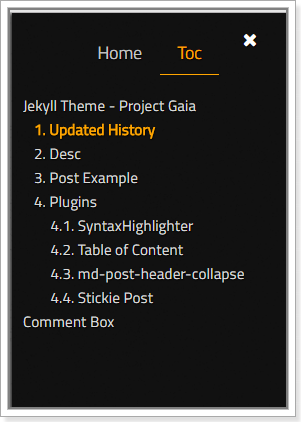 Home Toc
Jekyll Theme - Project Gaia
1. Updated History
2. Desc
3. Post Example
4. Plugins
4.1. SyntaxHighlighter
4.2. Table of Content
4.3. md-post-header-collapse
4.4. Stickie Post
Comment Box